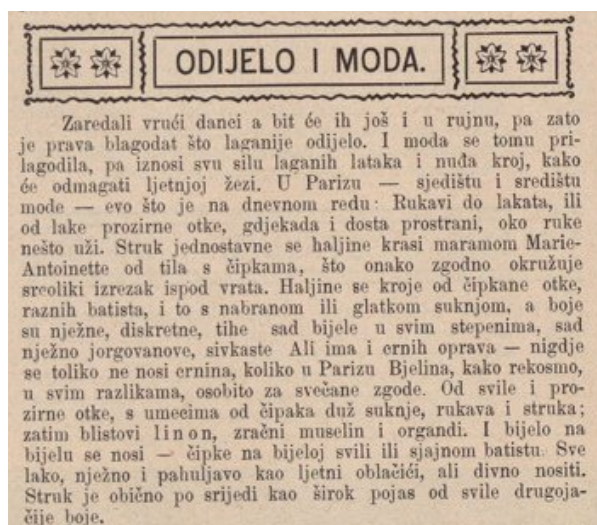 ODIJELO I MODA.
Zaredali vrući danci a bit će ih još i u rujnu, pa zato
je prava blagodat što laganije odijelo. I moda se tomu pri-
lagodila, pa iznosi svu silu laganih lataka i nuđa kroj, kako
će odmagati ljetnjoj žezi. U Parizu — sjedištu i središtu
mode — evo što je na dnevnom redu: Rukavi do lakata, ili
od lake prozirne otke, gdjekada i dosta prostrani, oko ruke
nešto uži. Struk jednostavne se haljine krasi maramom Marie-
Antoinette od tila s čipkama, što onako zgodno okružuje
srcoliki izrezak ispod vrata. Haljine se kroje od čipkane otke,
raznih batista, i to s nabranom ili glatkom suknjom, a boje
su nježne, diskretne, tihe sad bijele u svim stepenima, sad
nježno jorgovanove, sivkaste Ali ima i crnih oprava — nigdje
se toliko ne nosi crnina, koliko u Parizu Bjelina, kako rekosmo,
u svim razlikama, osobito za svečane zgode. Od svile i pro-
zirne otke, s umecima od čipaka duž suknje, rukava i struka;
zatim blistovi linon, zračni muselin i organdi. I bijelo na
bijelu se nosi — čipke na bijeloj svili ili sjajnom batistu. Sve
lako, nježno i pahuljavo kao ljetni oblačići, ali divno nositi.
Struk je obično po srijedi kao širok pojas od svile drugoja-
čije boje.